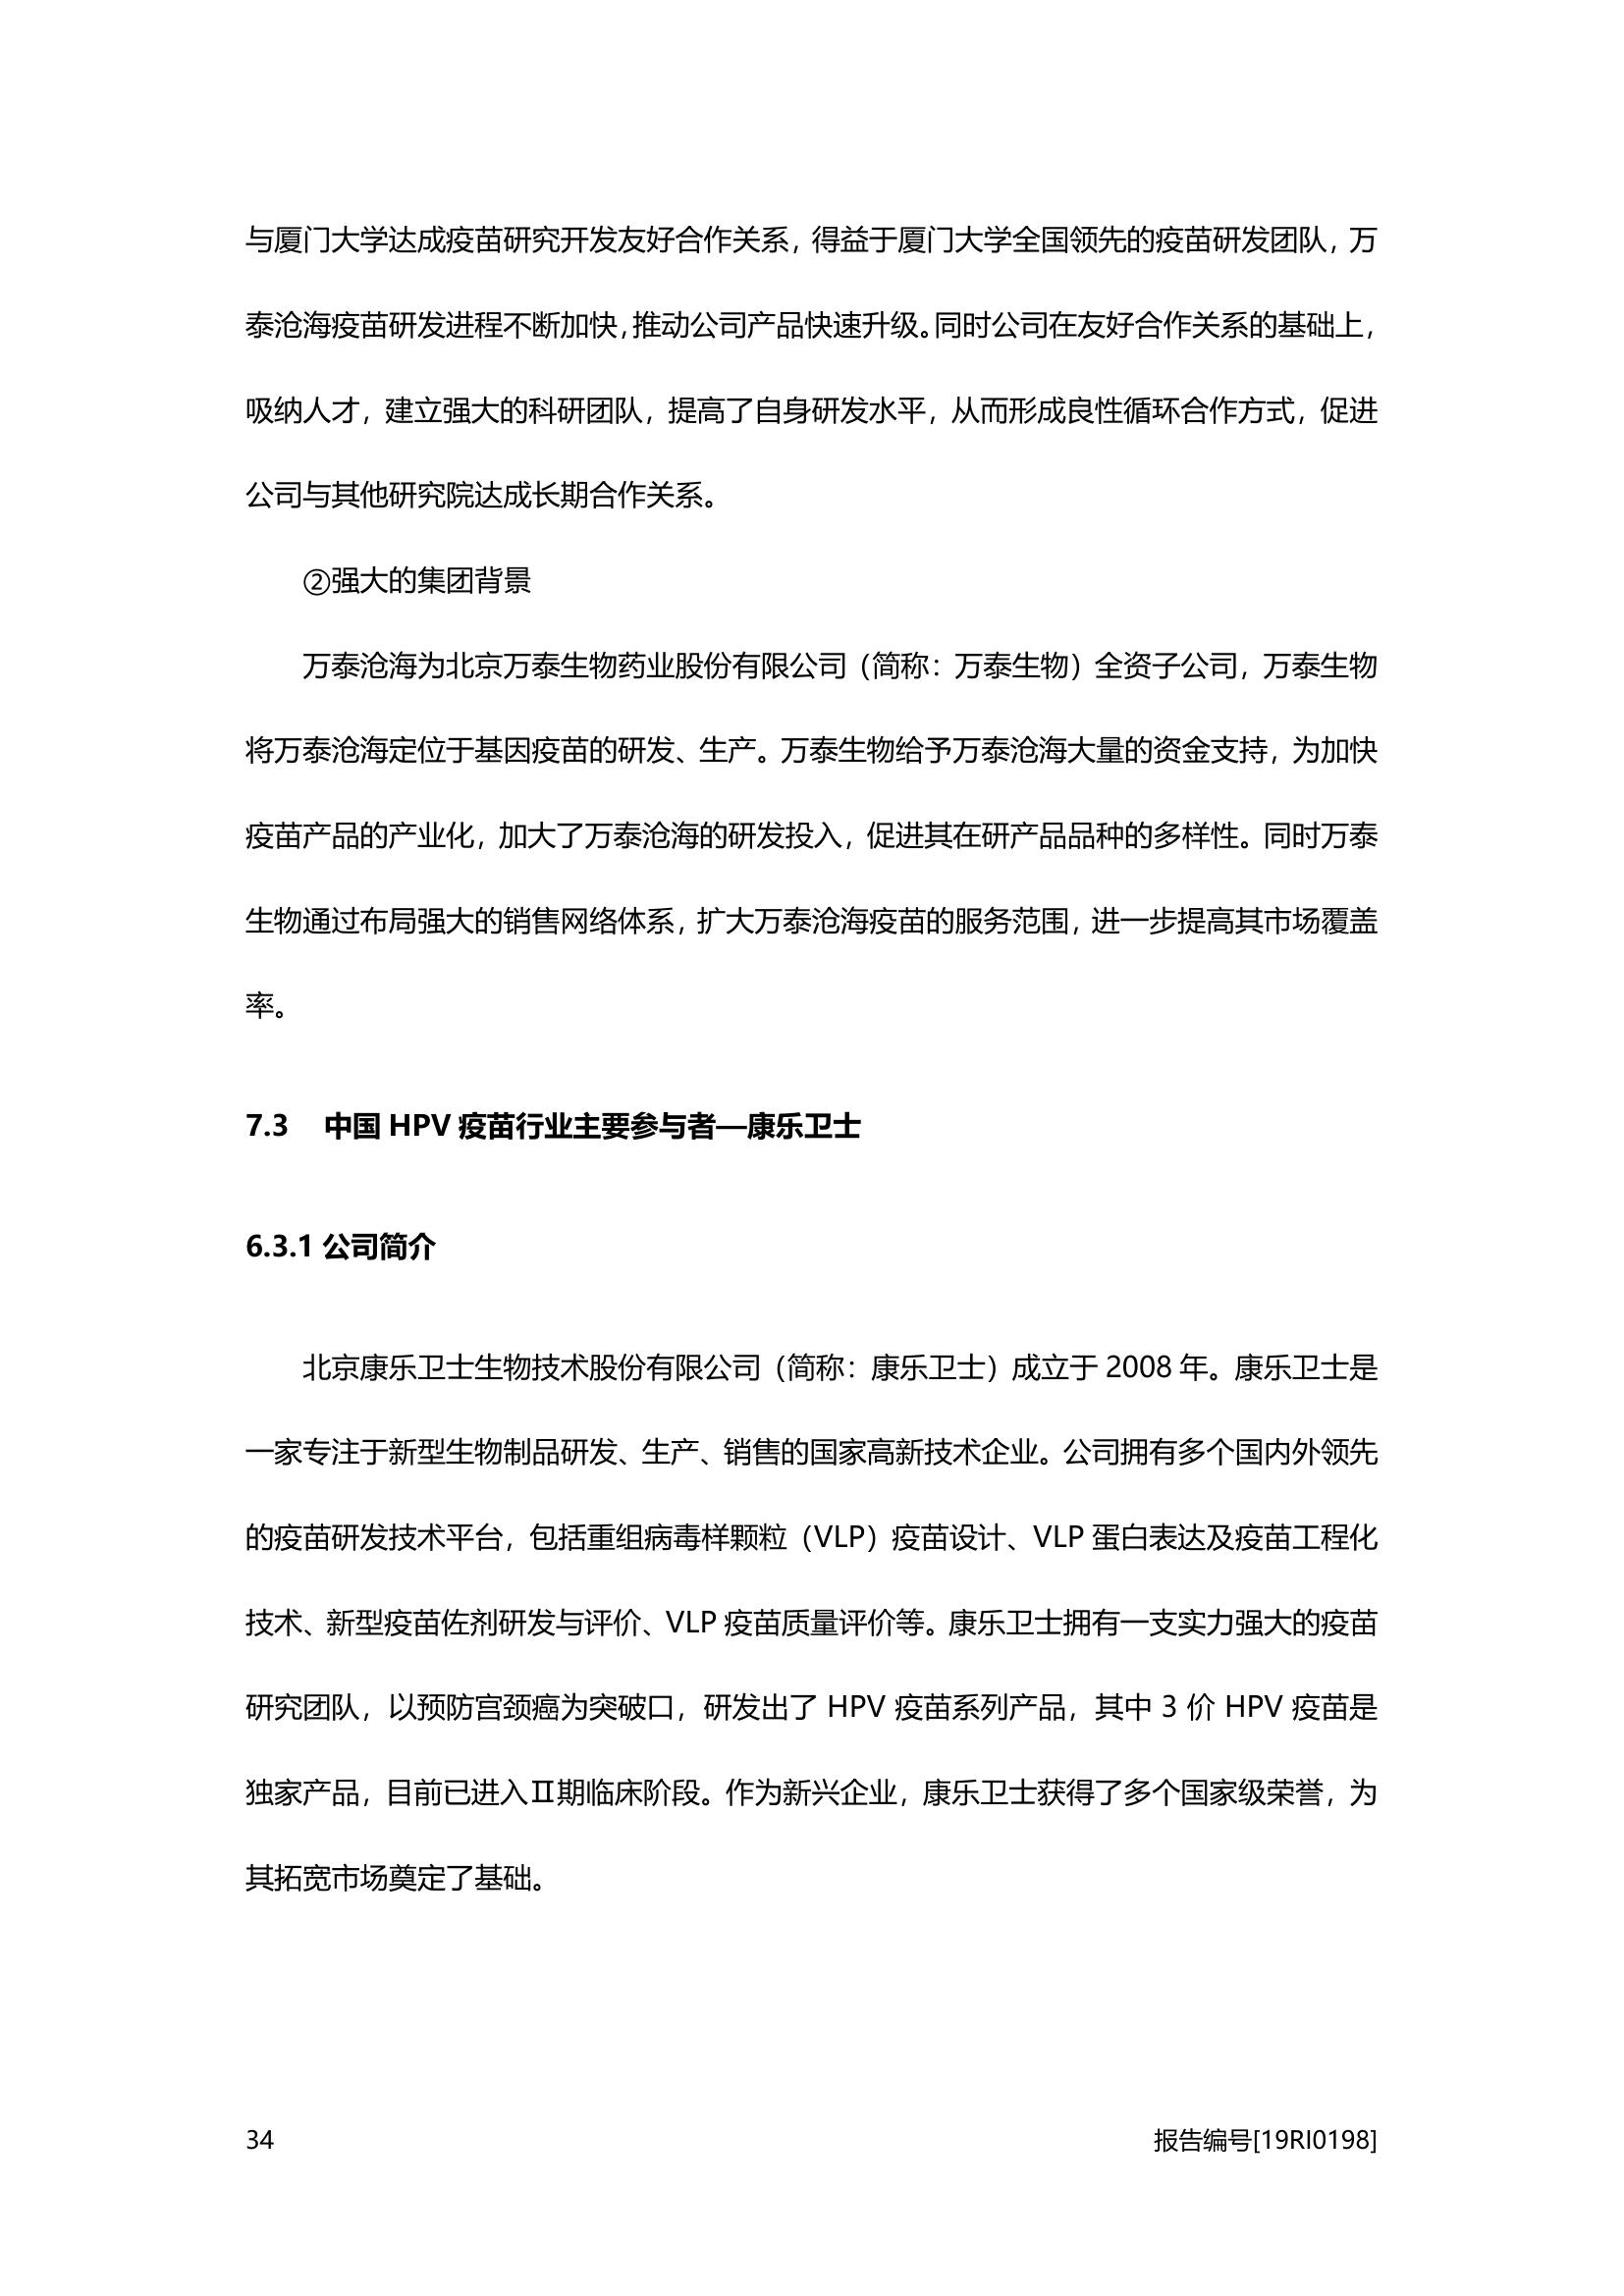 与厦门大学达成疫苗研究开发友好合作关系，得益于厦门大学全国领先的疫苗研发团队，万
泰沧海疫苗研发进程不断加快，推动公司产品快速升级。同时公司在友好合作关系的基础上，
吸纳人才，建立强大的科研团队，提高了自身研发水平，从而形成良性循环合作方式，促进
公司与其他研究院达成长期合作关系。
②强大的集团背景
万泰沧海为北京万泰生物药业股份有限公司（简称：万泰生物）全资子公司，万泰生物
将万泰沧海定位于基因疫苗的研发、生产。万泰生物给予万泰沧海大量的资金支持，为加快
疫苗产品的产业化，加大了万泰沧海的研发投入，促进其在研产品品种的多样性。同时万泰
生物通过布局强大的销售网络体系，扩大万泰沧海疫苗的服务范围，进一步提高其市场覆盖
率。
7.3 中国 HPV 疫苗行业主要参与者—康乐卫士
6.3.1 公司简介
北京康乐卫士生物技术股份有限公司（简称：康乐卫士）成立于 2008 年。康乐卫士是
一家专注于新型生物制品研发、生产、销售的国家高新技术企业。公司拥有多个国内外领先
的疫苗研发技术平台，包括重组病毒样颗粒（VLP）疫苗设计、VLP 蛋白表达及疫苗工程化
技术、新型疫苗佐剂研发与评价、VLP 疫苗质量评价等。康乐卫士拥有一支实力强大的疫苗
研究团队，以预防宫颈癌为突破口，研发出了 HPV 疫苗系列产品，其中 3 价 HPV 疫苗是
独家产品，目前已进入Ⅱ期临床阶段。作为新兴企业，康乐卫士获得了多个国家级荣誉，为
其拓宽市场奠定了基础。
34 报告编号[19RI0198]